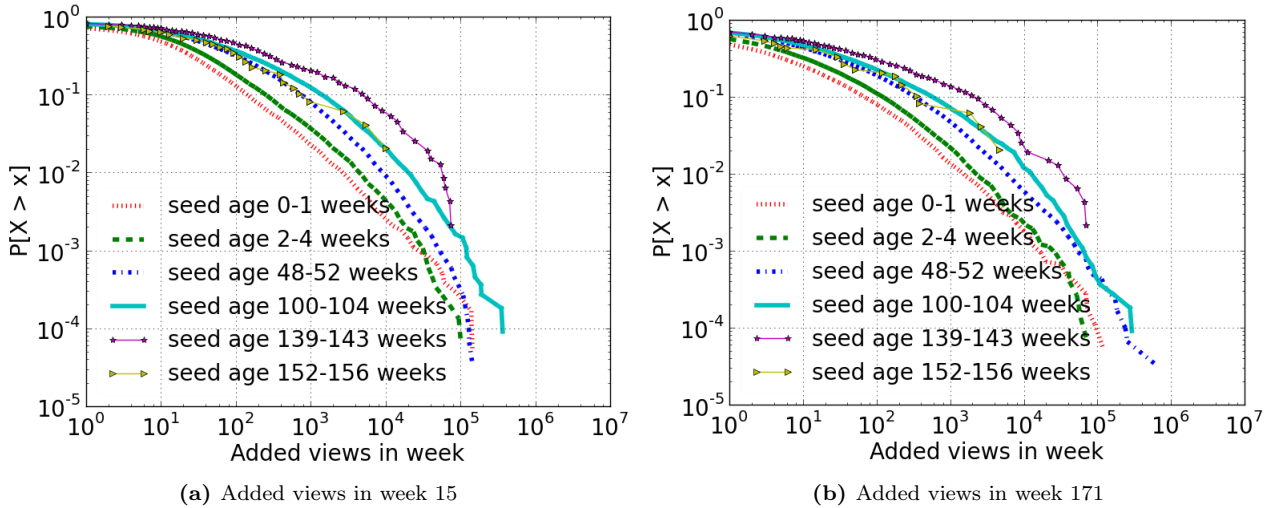 P[X > x]
10^0
10^-1
10^-2
10^-3
10^-4
10^-5
seed age 0-1 weeks
seed age 2-4 weeks
seed age 48-52 weeks
seed age 100-104 weeks
seed age 139-143 weeks
seed age 152-156 weeks
10^0 10^1 10^2 10^3 10^4 10^5 10^6 10^7
Added views in week
(a) Added views in week 15
P[X > x]
10^0
10^-1
10^-2
10^-3
10^-4
10^-5
seed age 0-1 weeks
seed age 2-4 weeks
seed age 48-52 weeks
seed age 100-104 weeks
seed age 139-143 weeks
seed age 152-156 weeks
10^0 10^1 10^2 10^3 10^4 10^5 10^6 10^7
Added views in week
(b) Added views in week 171